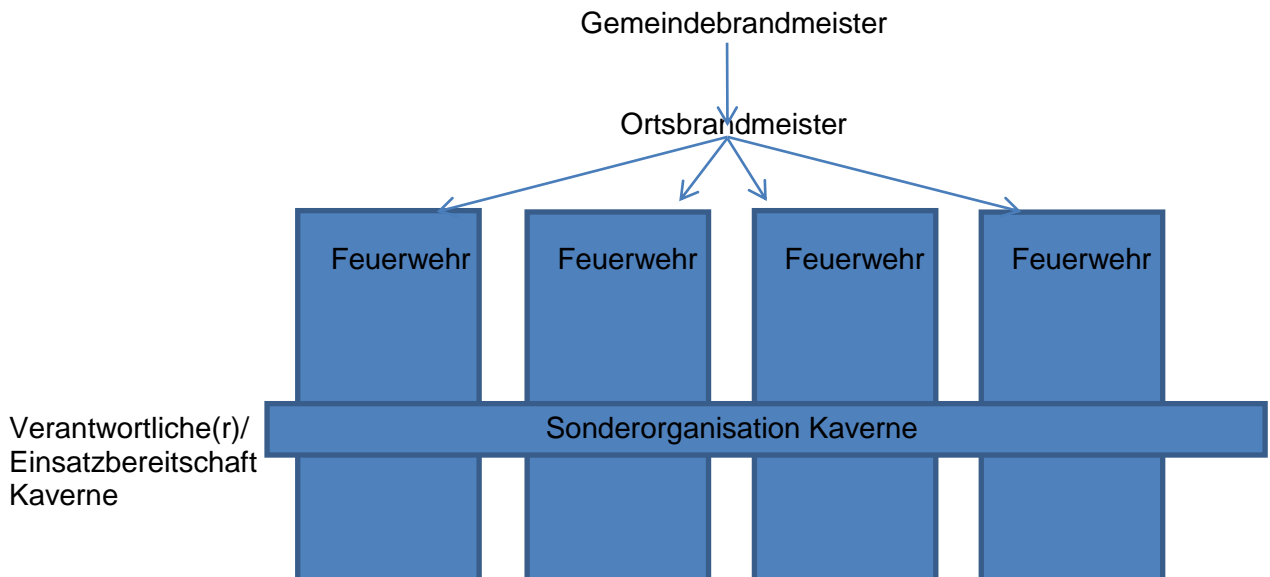 Gemeindebrandmeister
Ortsbrandmeister
Feuerwehr
Feuerwehr
Feuerwehr
Feuerwehr
Verantwortliche(r)/
Einsatzbereitschaft
Kaverne
Sonderorganisation Kaverne